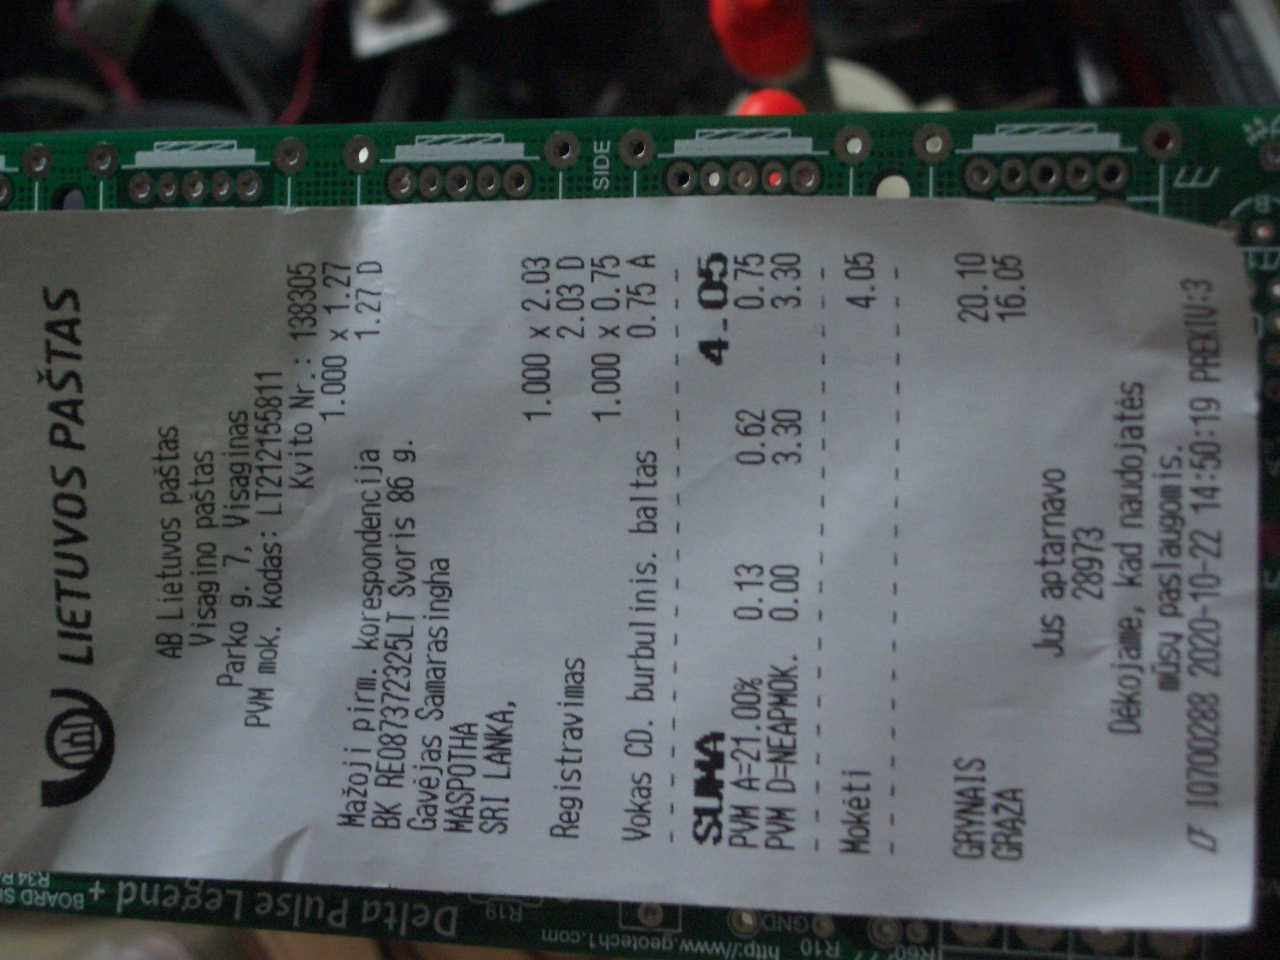 LIETUVOS PAŠTAS
AB Lietuvos paštas
Visagino paštas
Parko g. 7, Visaginas
PVM mok. kodas: LT212155811
Kvito Nr.: 138305
1.000 x 1.27
Mažoji pirm. korespondencija 1.27 D
BK RE087372325LT Svoris 86 g.
Gavėjas Samarasingha
MASPOTHA
SRI LANKA,
1.000 x 2.03
Registravimas 2.03 D
1.000 x 0.75
Vokas CD. burbulinis. baltas 0.75 A
SUMA 4.05
PVM A=21.00% 0.13 0.62 0.75
PVM D=NEAPMOK. 0.00 3.30 3.30
Mokėti 4.05
GRYNAIS 20.10
GRĄŽA 16.05
Jus aptarnavo
28973
Dėkojame, kad naudojatės
mūsų paslaugomis.
CF 10700288 2020-10-22 14:50:19 PREKIV:3
SIDE
Delta Pulse Legend +
R19
http://www.geotech1.com
GND
R10